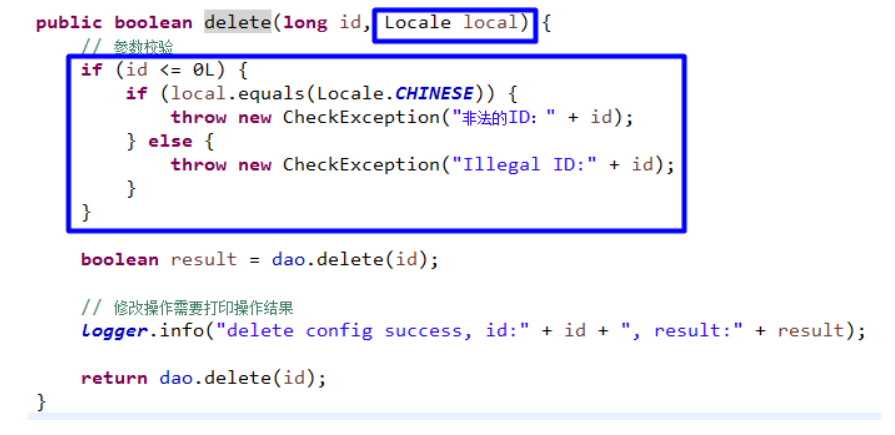 public boolean delete(long id, Locale local) {
// 参数校验
if (id <= 0L) {
if (local.equals(Locale.CHINESE)) {
throw new CheckException("非法的ID：" + id);
} else {
throw new CheckException("Illegal ID:" + id);
}
}
boolean result = dao.delete(id);
// 修改操作需要打印操作结果
Logger.info("delete config success, id:" + id + ", result:" + result);
return dao.delete(id);
}